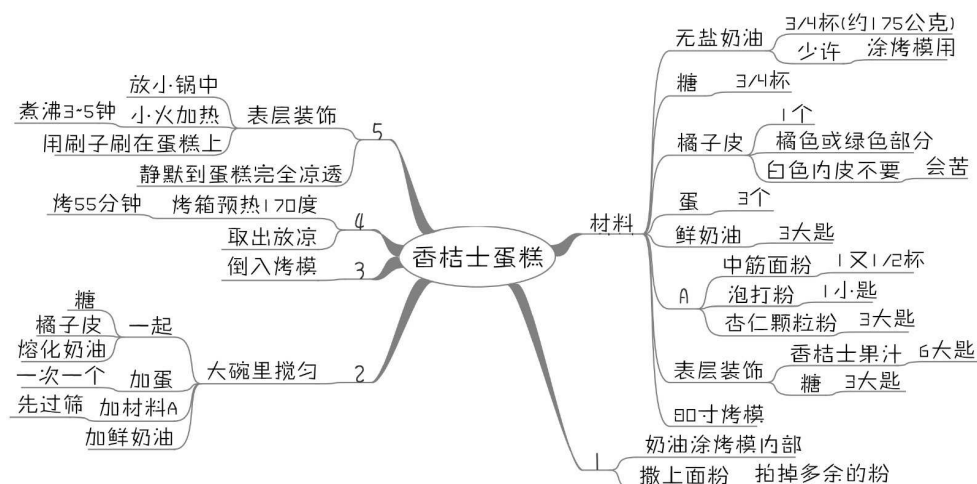 香桔士蛋糕
材料
无盐奶油
3/4杯(约175公克)
少许
涂烤模用
糖
3/4杯
橘子皮
1个
橘色或绿色部分
白色内皮不要
会苦
蛋
3个
鲜奶油
3大匙
A
中筋面粉
1又1/2杯
泡打粉
1小匙
杏仁颗粒粉
3大匙
表层装饰
香桔士果汁
6大匙
糖
3大匙
80寸烤模
1
奶油涂烤模内部
撒上面粉
拍掉多余的粉
2
大碗里搅匀
一起
糖
橘子皮
熔化奶油
加蛋
一次一个
加材料A
先过筛
加鲜奶油
3
倒入烤模
4
烤箱预热170度
烤55分钟
取出放凉
5
表层装饰
放小锅中
小火加热
煮沸3-5钟
用刷子刷在蛋糕上
静默到蛋糕完全凉透